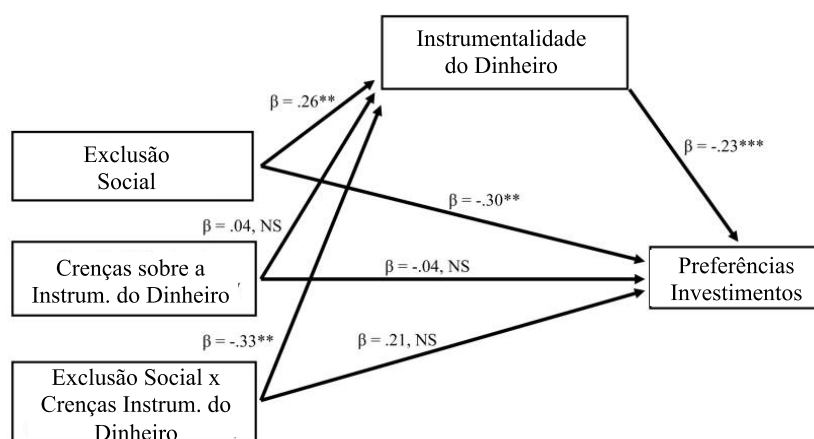 Instrumentalidade
do Dinheiro
β = .26**
β = -.23***
Exclusão
Social
β = -.30**
β = .04, NS
Crenças sobre a
Instrum. do Dinheiro
β = -.04, NS
Preferências
Investimentos
β = -.33**
β = .21, NS
Exclusão Social x
Crenças Instrum. do
Dinheiro